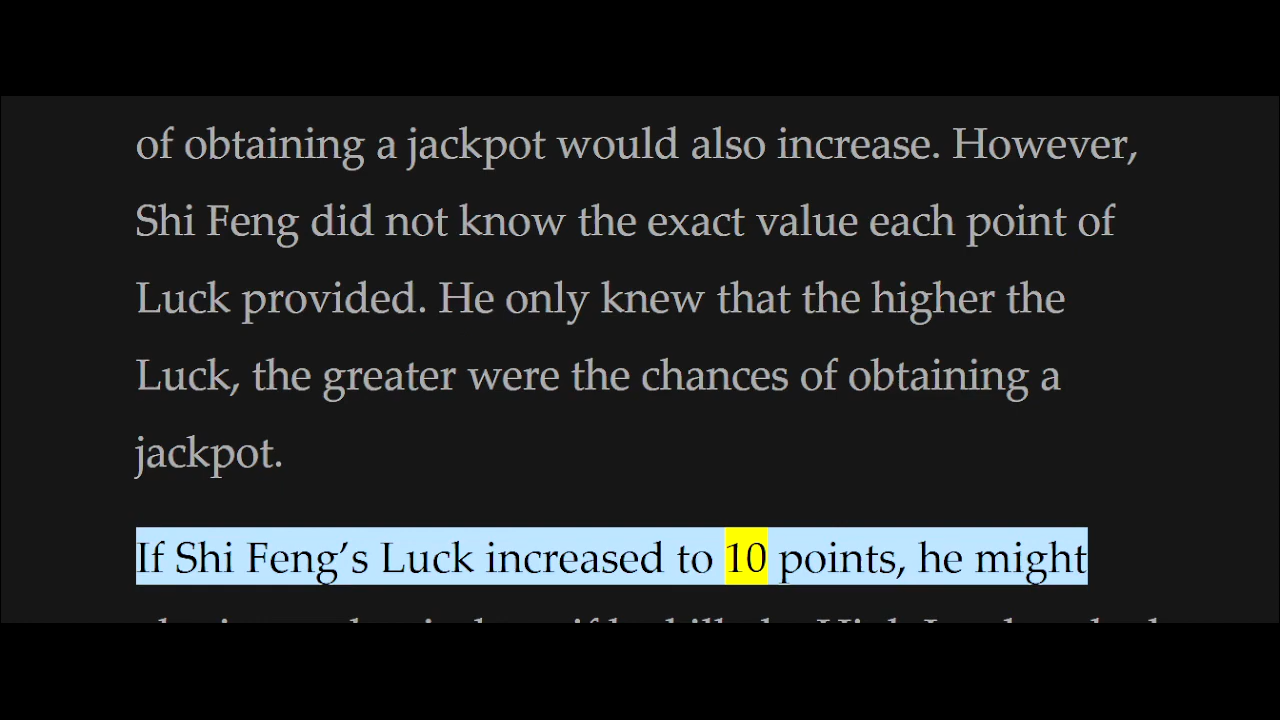 of obtaining a jackpot would also increase. However,
Shi Feng did not know the exact value each point of
Luck provided. He only knew that the higher the
Luck, the greater were the chances of obtaining a
jackpot.
If Shi Feng’s Luck increased to 10 points, he might